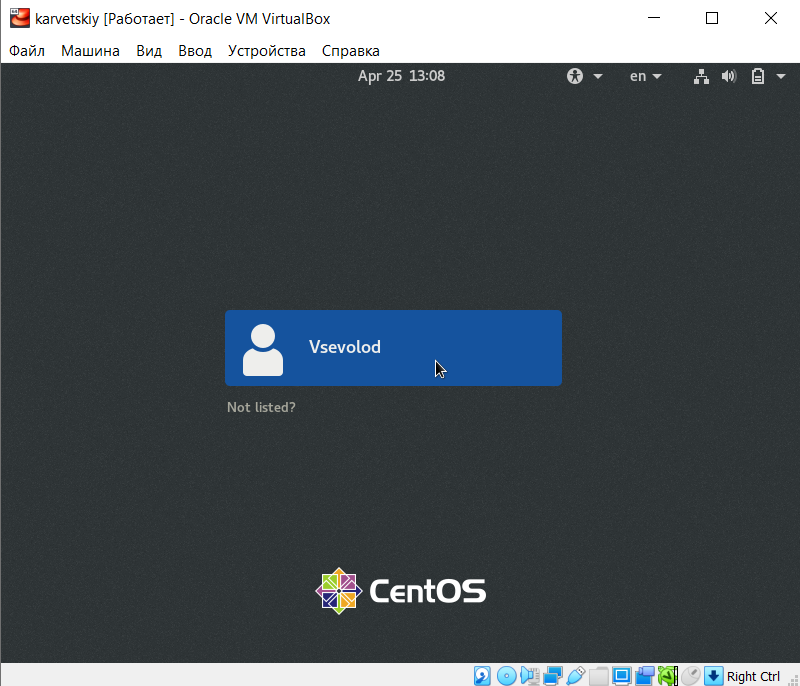 karvetskiy [Работает] - Oracle VM VirtualBox
Файл Машина Вид Ввод Устройства Справка
Apr 25 13:08 en
Vsevolod
Not listed?
CentOS
Right Ctrl